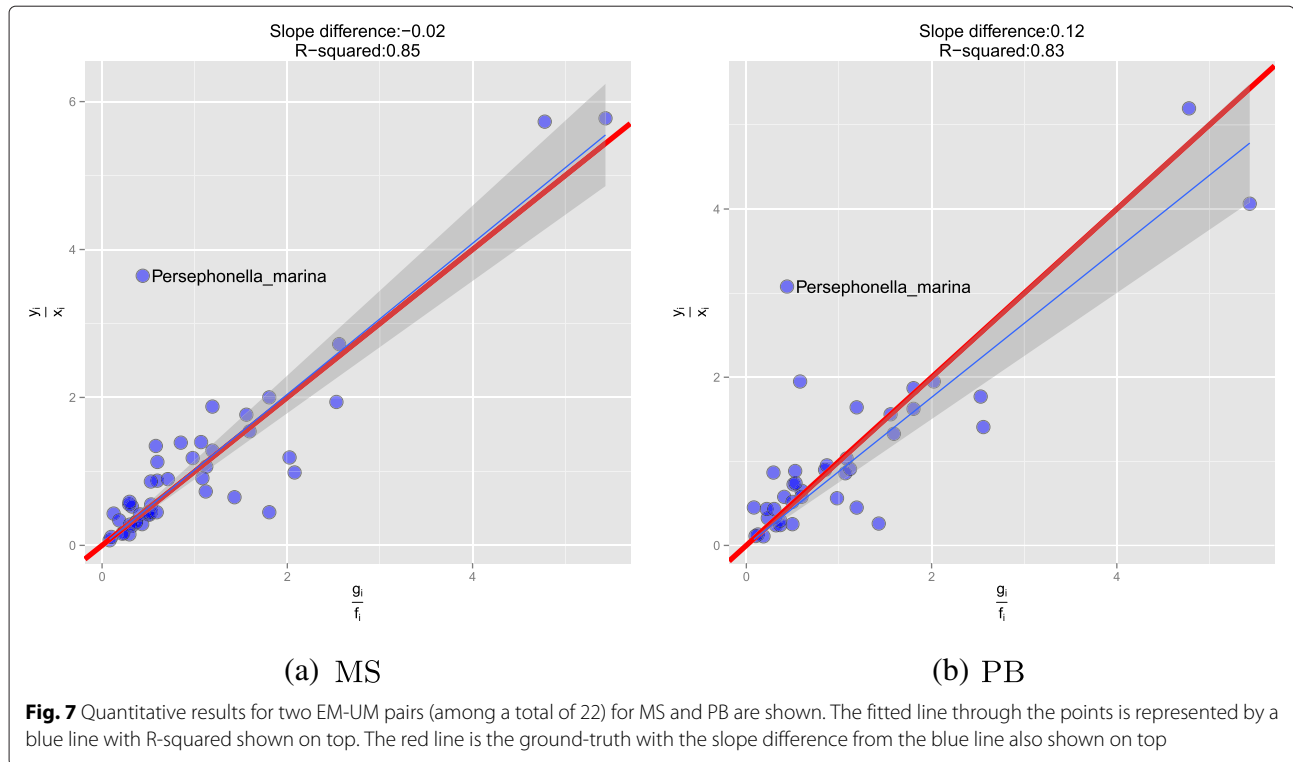 Slope difference:−0.02
R−squared:0.85
6
4
2
0
Persephonella_marina
yᵢ
xᵢ
0
2
4
gᵢ
fᵢ
(a) MS
Slope difference:0.12
R−squared:0.83
4
2
0
Persephonella_marina
yᵢ
xᵢ
0
2
4
gᵢ
fᵢ
(b) PB
Fig. 7 Quantitative results for two EM-UM pairs (among a total of 22) for MS and PB are shown. The fitted line through the points is represented by a
blue line with R-squared shown on top. The red line is the ground-truth with the slope difference from the blue line also shown on top